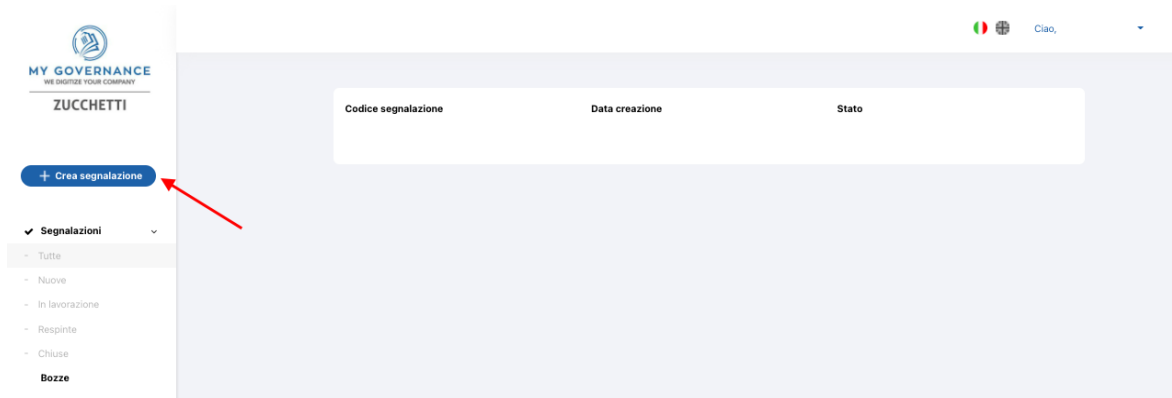 MY GOVERNANCE
WE DIGITIZE YOUR COMPANY
ZUCCHETTI
Ciao,
Codice segnalazione Data creazione Stato
+ Crea segnalazione
Segnalazioni
- Tutte
- Nuove
- In lavorazione
- Respinte
- Chiuse
Bozze